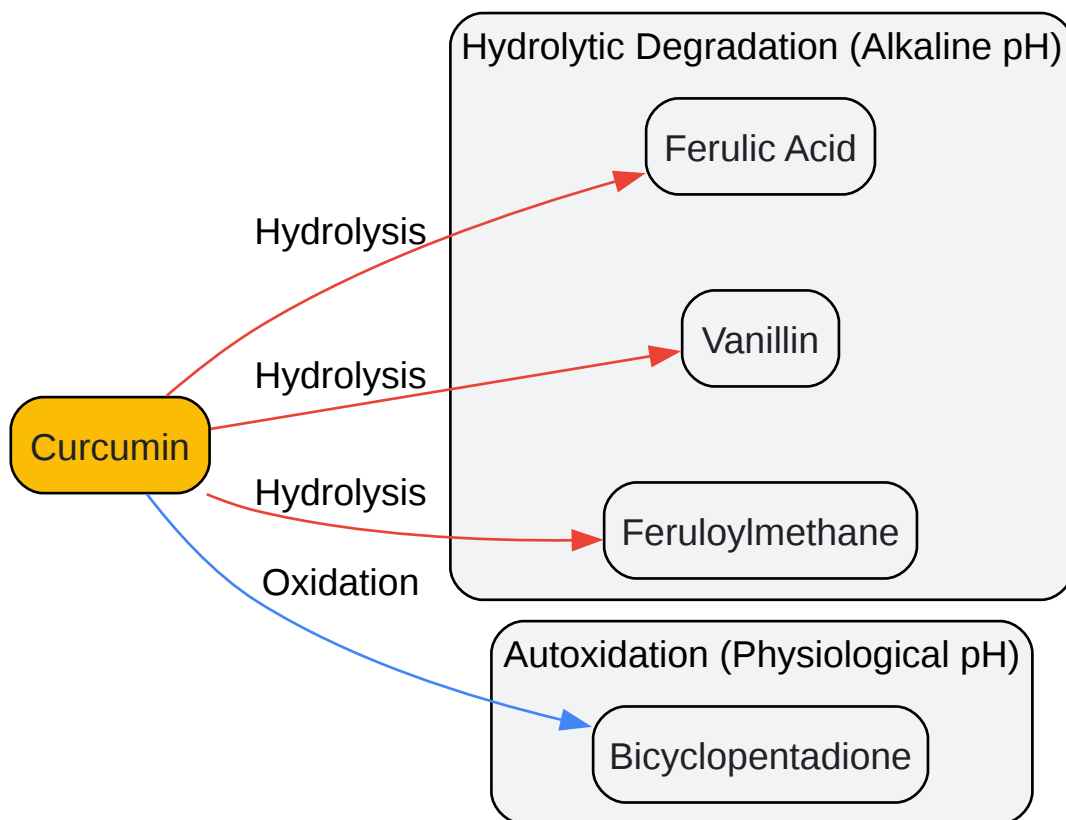 Hydrolytic Degradation (Alkaline pH)
Ferulic Acid
Hydrolysis
Vanillin
Hydrolysis
Curcumin
Hydrolysis
Feruloylmethane
Oxidation
Autoxidation (Physiological pH)
Bicyclopentadione